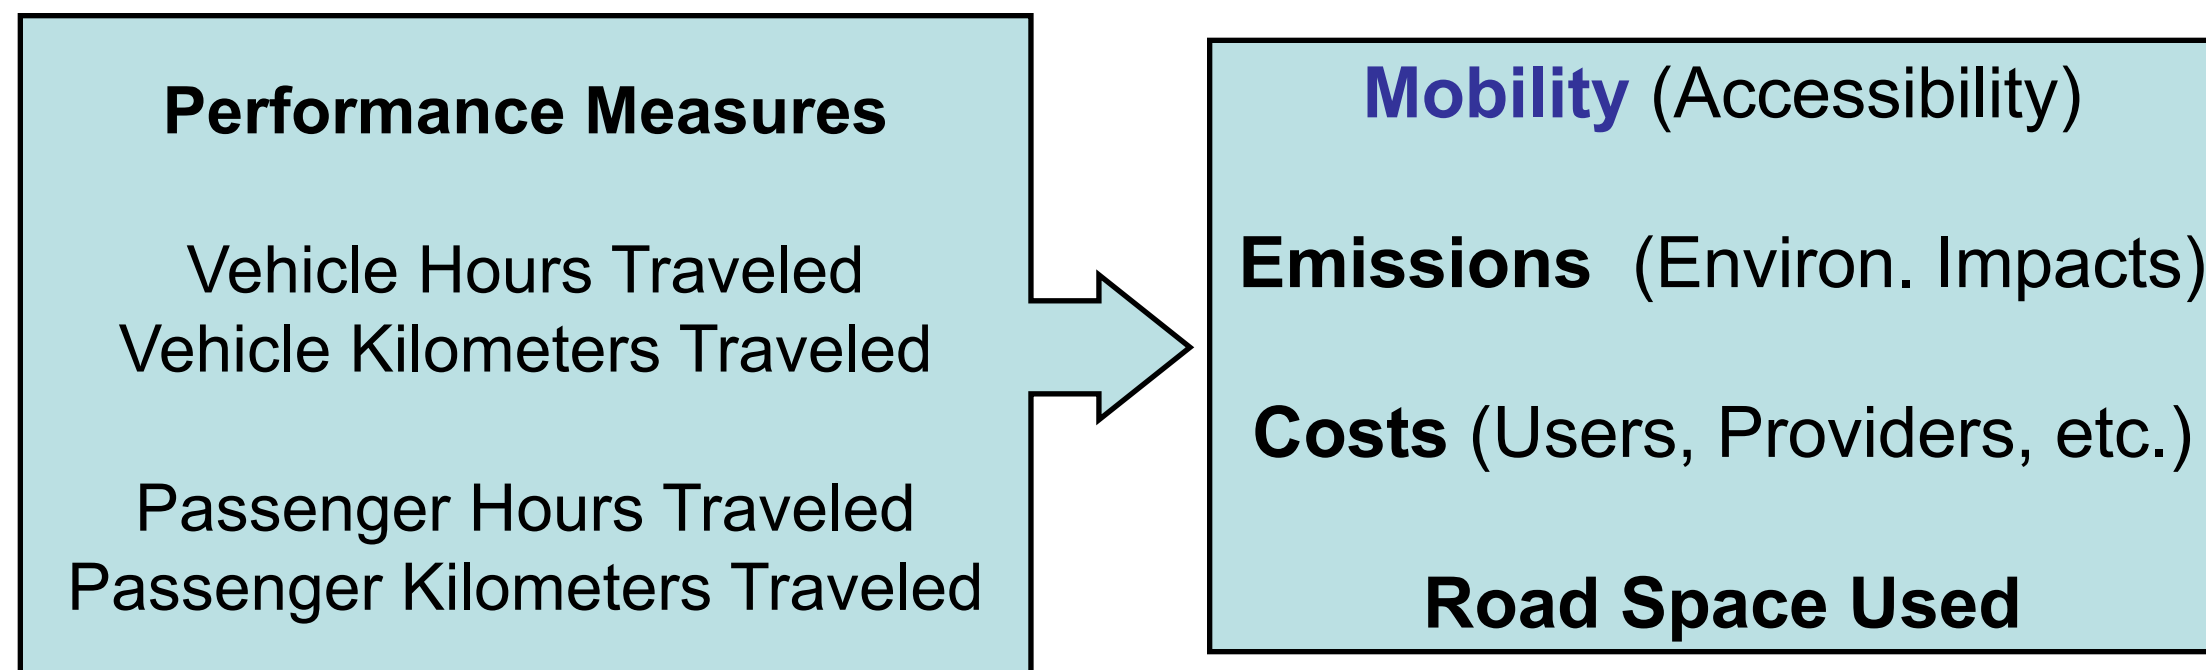 Performance Measures
Vehicle Hours Traveled
Vehicle Kilometers Traveled
Passenger Hours Traveled
Passenger Kilometers Traveled
Mobility (Accessibility)
Emissions (Environ. Impacts)
Costs (Users, Providers, etc.)
Road Space Used